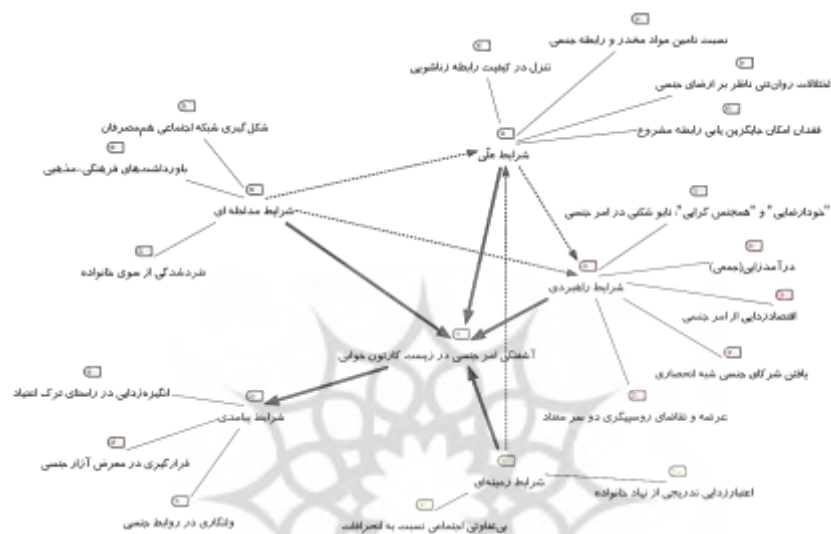 نسبت تامین مواد مخدر و رابطه جنسی
تنزل در کیفیت رابطه زناشویی
اختلالات روان‌تنی ناظر بر ارضای جنسی
فقدان امکان جایگزین یابی رابطه مشروع
شرایط علّی
شکل گیری شبکه اجتماعی هم‌مصرفان
باورداشت‌های فرهنگی-مذهبی
شرایط مداخله ای
طردشدگی از سوی خانواده
"خودارضایی" و "همجنس گرایی"؛ تابو شکنی در امر جنسی
درآمدزایی(جمعی)
شرایط راهبردی
اقتصادزدایی از امر جنسی
یافتن شرکای جنسی شبه انحصاری
عرضه و تقاضای روسپیگری دو سر معتاد
آشفتگی امر جنسی در زیست کارتون خوابی
انگیزه‌زدایی در راستای ترک اعتیاد
شرایط پیامدی
قرارگیری در معرض آزار جنسی
ولنگاری در روابط جنسی
شرایط زمینه‌ای
اعتبارزدایی تدریجی از نهاد خانواده
بی‌تفاوتی اجتماعی نسبت به انحرافات